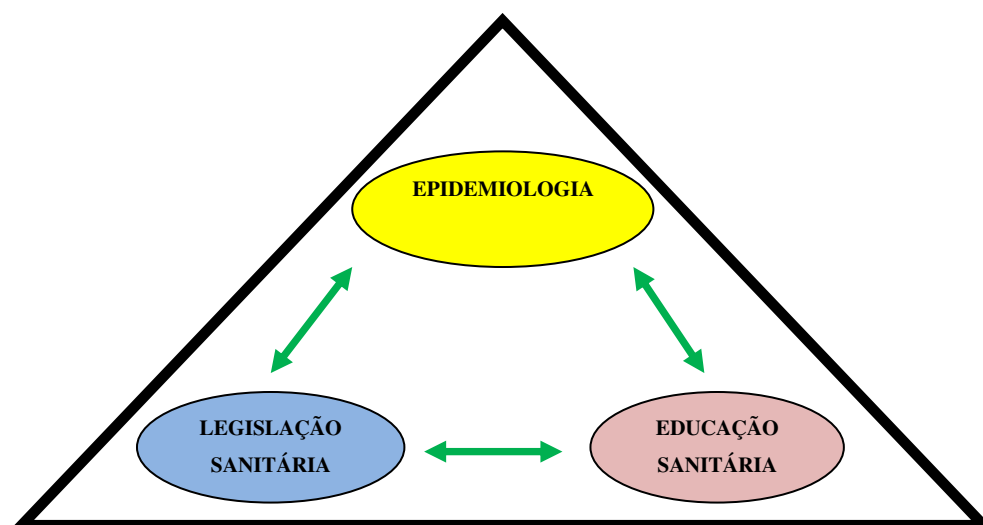 EPIDEMIOLOGIA
LEGISLAÇÃO
SANITÁRIA
EDUCAÇÃO
SANITÁRIA